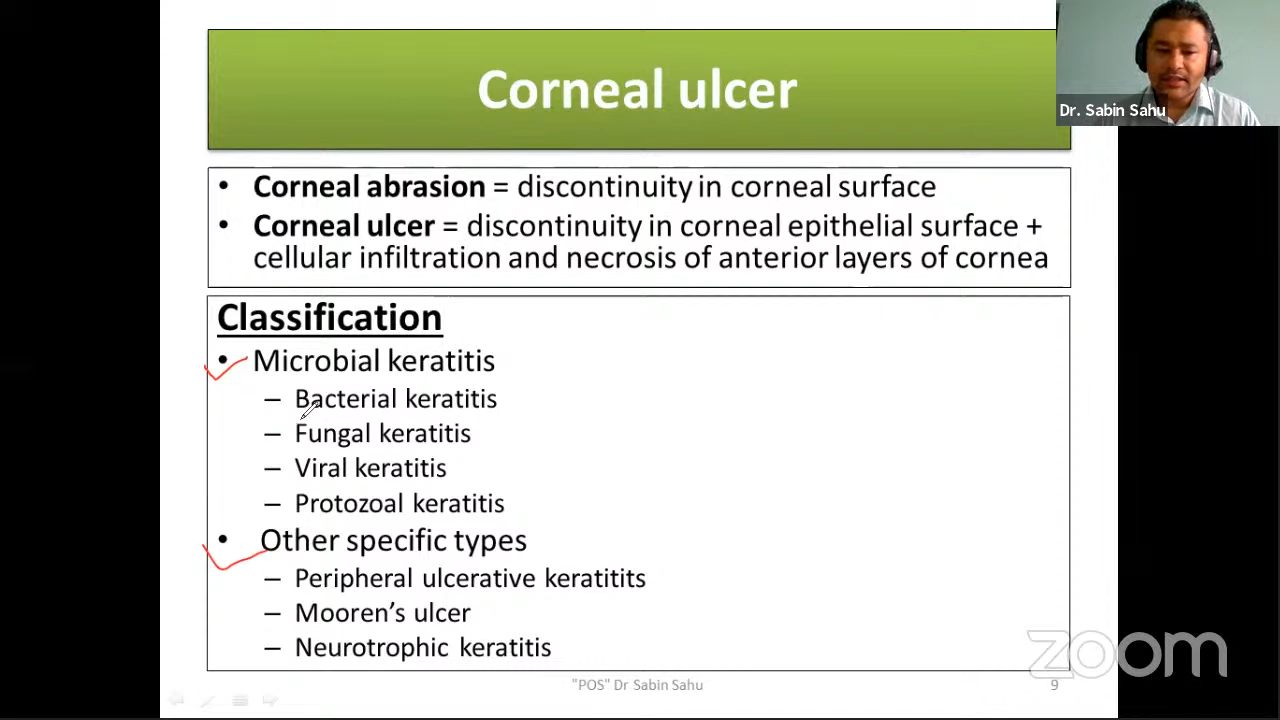 Corneal ulcer
Dr. Sabin Sahu
• Corneal abrasion = discontinuity in corneal surface
• Corneal ulcer = discontinuity in corneal epithelial surface +
cellular infiltration and necrosis of anterior layers of cornea
Classification
• Microbial keratitis
– Bacterial keratitis
– Fungal keratitis
– Viral keratitis
– Protozoal keratitis
• Other specific types
– Peripheral ulcerative keratitits
– Mooren’s ulcer
– Neurotrophic keratitis
zoom
"POS" Dr Sabin Sahu
9